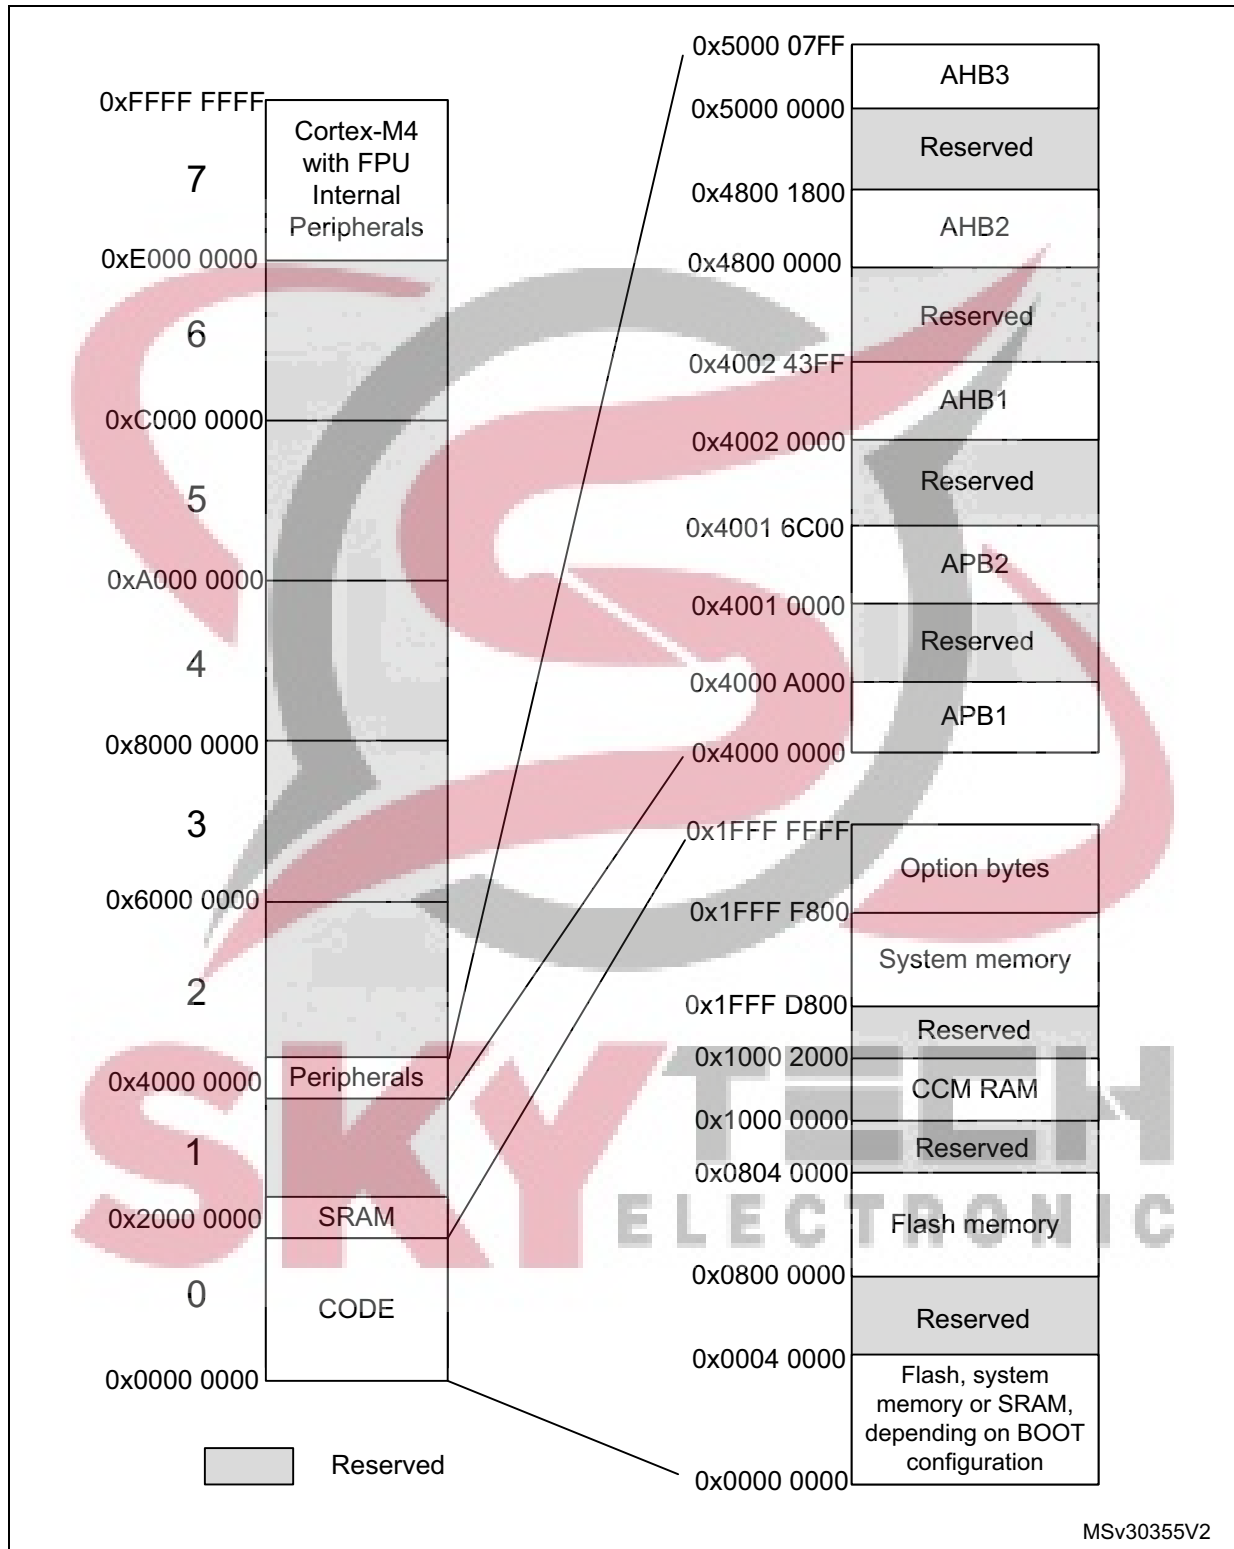 0xFFFF FFFF
Cortex-M4
with FPU
Internal
Peripherals
7
0xE000 0000
6
0xC000 0000
5
0xA000 0000
4
0x8000 0000
3
0x6000 0000
2
0x4000 0000
Peripherals
1
0x2000 0000
SRAM
0
CODE
0x0000 0000
Reserved
0x5000 07FF
AHB3
0x5000 0000
Reserved
0x4800 1800
AHB2
0x4800 0000
Reserved
0x4002 43FF
AHB1
0x4002 0000
Reserved
0x4001 6C00
APB2
0x4001 0000
Reserved
0x4000 A000
APB1
0x4000 0000
0x1FFF FFFF
Option bytes
0x1FFF F800
System memory
0x1FFF D800
Reserved
0x1000 2000
CCM RAM
0x1000 0000
Reserved
0x0804 0000
Flash memory
0x0800 0000
Reserved
0x0004 0000
Flash, system
memory or SRAM,
depending on BOOT
configuration
0x0000 0000
MSv30355V2
SKYTECH
ELECTRONIC